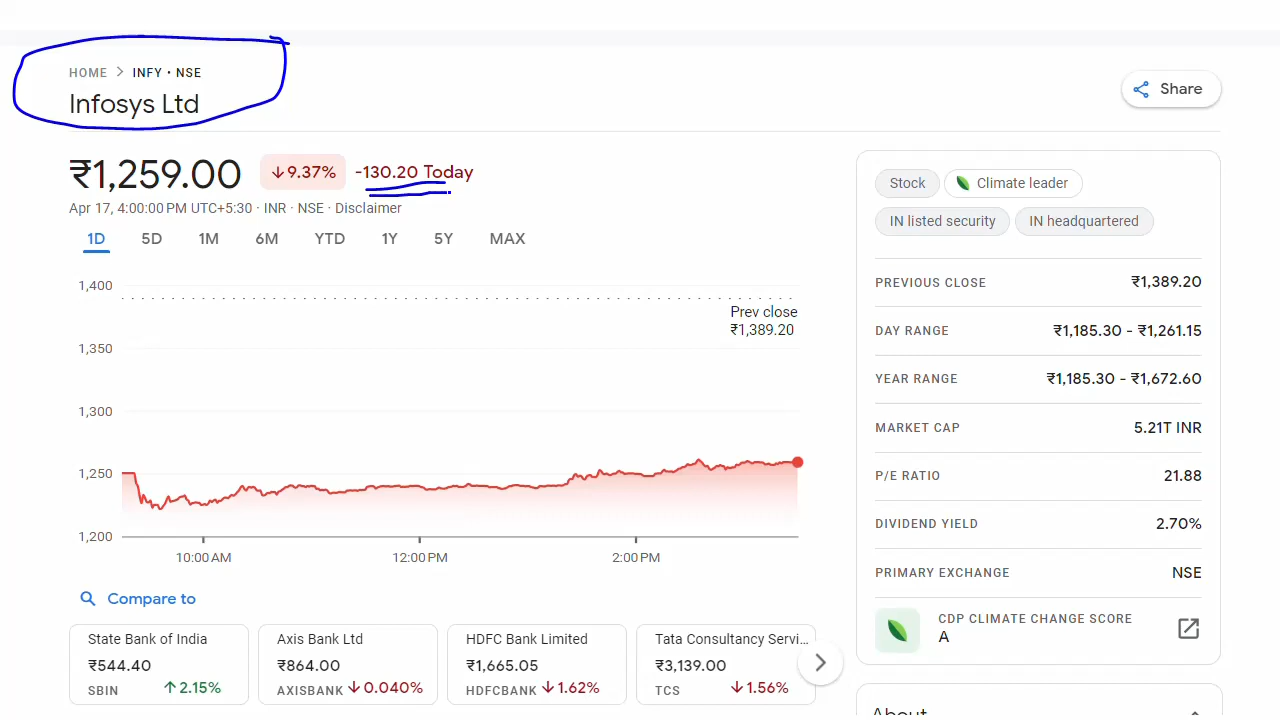 HOME > INFY • NSE
Infosys Ltd
Share
₹1,259.00 ↓9.37% -130.20 Today
Apr 17, 4:00:00 PM UTC+5:30 · INR · NSE · Disclaimer
1D 5D 1M 6M YTD 1Y 5Y MAX
1,400
Prev close
₹1,389.20
1,350
1,300
1,250
1,200
10:00 AM 12:00 PM 2:00 PM
Compare to
State Bank of India
₹544.40
SBIN ↑2.15%
Axis Bank Ltd
₹864.00
AXISBANK ↓0.040%
HDFC Bank Limited
₹1,665.05
HDFCBANK ↓1.62%
Tata Consultancy Servi...
₹3,139.00
TCS ↓1.56%
Stock Climate leader
IN listed security IN headquartered
PREVIOUS CLOSE ₹1,389.20
DAY RANGE ₹1,185.30 - ₹1,261.15
YEAR RANGE ₹1,185.30 - ₹1,672.60
MARKET CAP 5.21T INR
P/E RATIO 21.88
DIVIDEND YIELD 2.70%
PRIMARY EXCHANGE NSE
CDP CLIMATE CHANGE SCORE
A
About